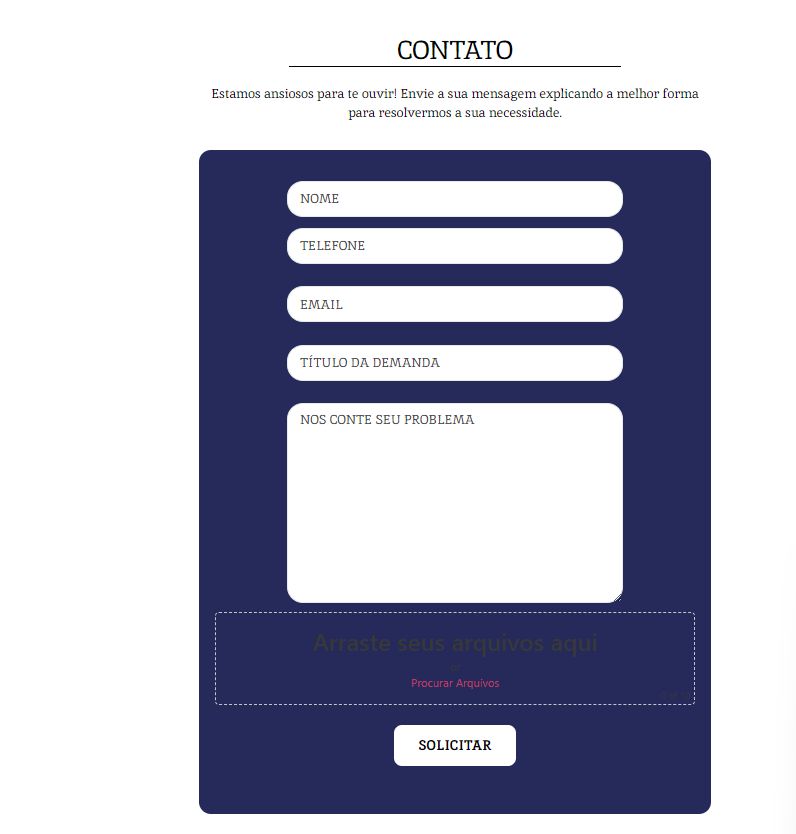 CONTATO
Estamos ansiosos para te ouvir! Envie a sua mensagem explicando a melhor forma
para resolvermos a sua necessidade.
NOME
TELEFONE
EMAIL
TÍTULO DA DEMANDA
NOS CONTE SEU PROBLEMA
Arraste seus arquivos aqui
Procurar Arquivos
SOLICITAR